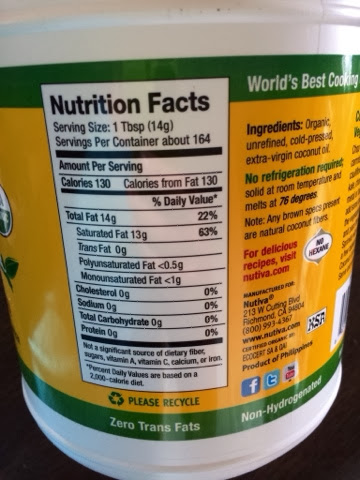 World's Best Cooking
Nutrition Facts
Serving Size: 1 Tbsp (14g)
Servings Per Container about 164
Amount Per Serving
Calories 130 Calories from Fat 130
% Daily Value*
Total Fat 14g 22%
Saturated Fat 13g 63%
Trans Fat 0g
Polyunsaturated Fat <0.5g
Monounsaturated Fat <1g
Cholesterol 0g 0%
Sodium 0g 0%
Total Carbohydrate 0g 0%
Protein 0g 0%
Not a significant source of dietary fiber,
sugars, vitamin A, vitamin C, calcium, or iron.
*Percent Daily Values are based on a
2,000-calorie diet.
PLEASE RECYCLE
Zero Trans Fats
Ingredients: Organic,
unrefined, cold-pressed,
extra-virgin coconut oil.
No refrigeration required;
solid at room temperature and
melts at 76 degrees.
Note: Any brown specs present
are natural coconut fibers.
For delicious
recipes, visit
nutiva.com
NO
HEXANE
MANUFACTURED FOR:
Nutiva®
213 W Cutting Blvd
Richmond, CA 94804
(800) 993-4367
www.nutiva.com
CERTIFIED ORGANIC BY:
ECOCERT SA & QAI
Product of Philippines
KSA
Non-Hydrogenated